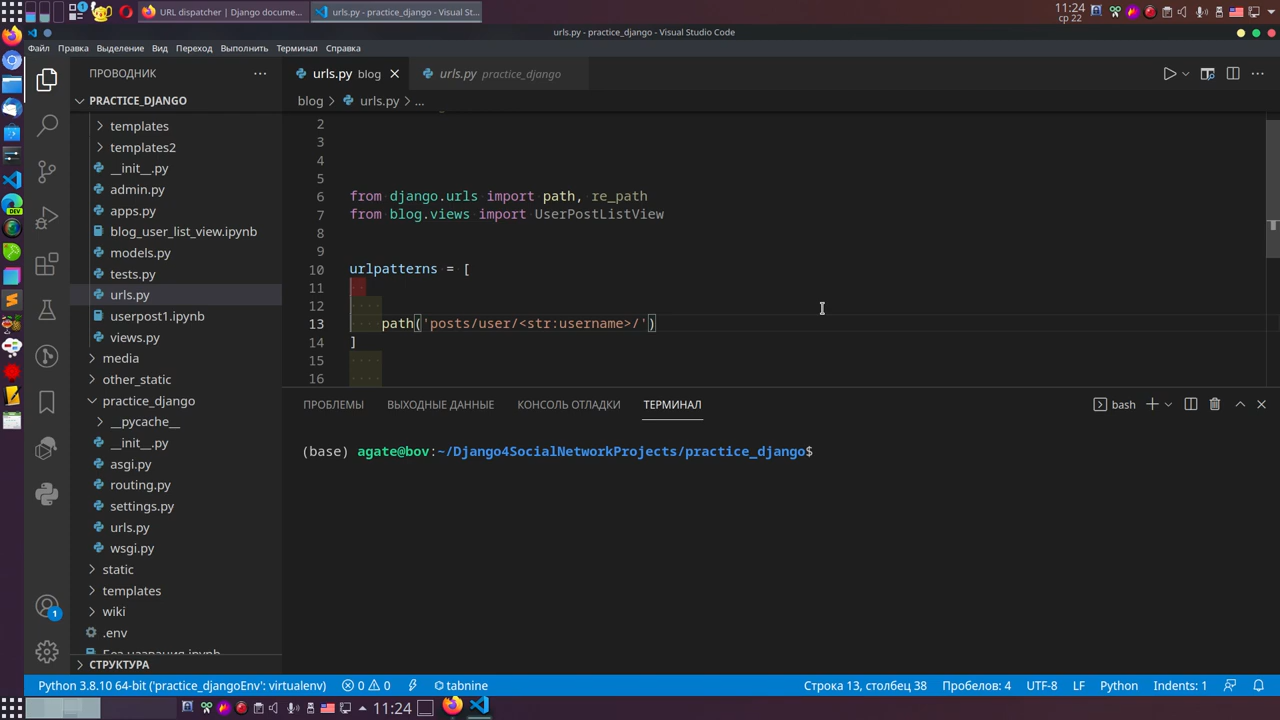 URL dispatcher | Django docume...
urls.py - practice_django - Visual St...
11:24
ср 22
urls.py - practice_django - Visual Studio Code
Файл Правка Выделение Вид Переход Выполнить Терминал Справка
ПРОВОДНИК
urls.py blog
urls.py practice_django
PRACTICE_DJANGO
blog > urls.py > ...
templates
templates2
__init__.py
admin.py
apps.py
blog_user_list_view.ipynb
models.py
tests.py
urls.py
userpost1.ipynb
views.py
media
other_static
practice_django
__pycache__
__init__.py
asgi.py
routing.py
settings.py
urls.py
wsgi.py
static
templates
wiki
.env
Без названия.ipynb
СТРУКТУРА
2
3
4
5
6 from django.urls import path, re_path
7 from blog.views import UserPostListView
8
9
10 urlpatterns = [
11
12
13 path('posts/user/<str:username>/')
14 ]
15
16
ПРОБЛЕМЫ ВЫХОДНЫЕ ДАННЫЕ КОНСОЛЬ ОТЛАДКИ ТЕРМИНАЛ
bash
(base) agate@bov:~/Django4SocialNetworkProjects/practice_django$
DEV
1
Python 3.8.10 64-bit ('practice_djangoEnv': virtualenv) 0 0 tabnine Строка 13, столбец 38 Пробелов: 4 UTF-8 LF Python Indents: 1
11:24